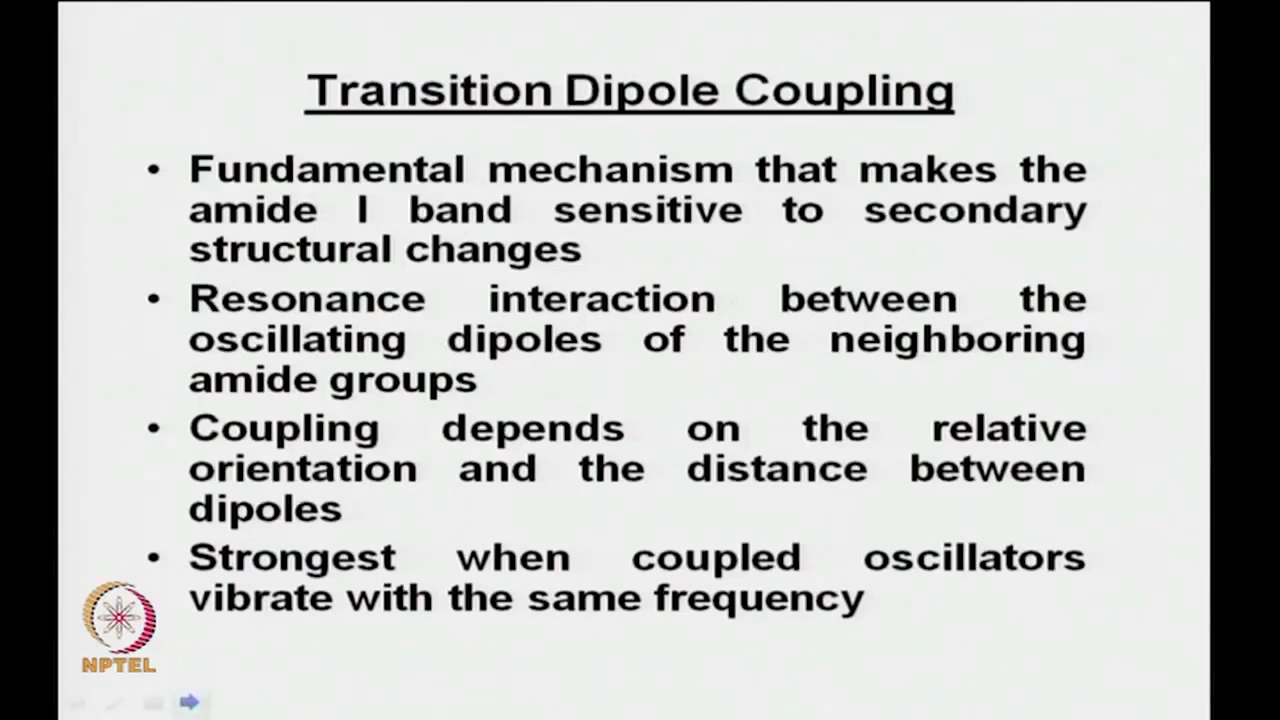 Transition Dipole Coupling
• Fundamental mechanism that makes the
amide I band sensitive to secondary
structural changes
• Resonance interaction between the
oscillating dipoles of the neighboring
amide groups
• Coupling depends on the relative
orientation and the distance between
dipoles
• Strongest when coupled oscillators
vibrate with the same frequency
NPTEL